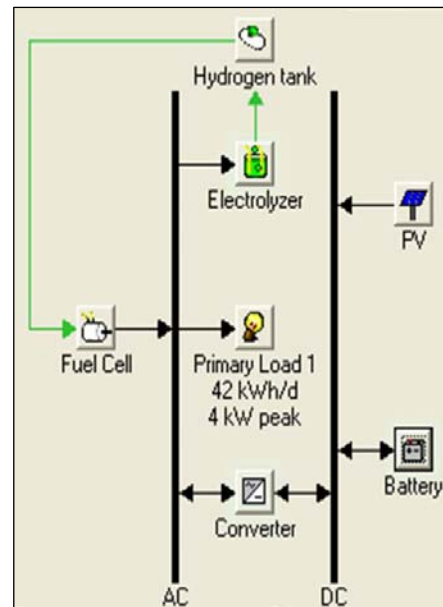 Hydrogen tank
Electrolyzer
PV
Fuel Cell
Primary Load 1
42 kWh/d
4 kW peak
Battery
Converter
AC
DC